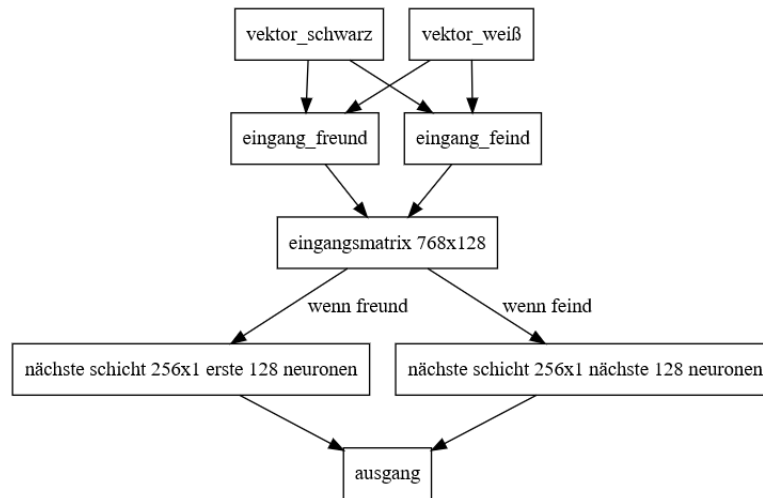 vektor_schwarz
vektor_weiß
eingang_freund
eingang_feind
eingangsmatrix 768x128
wenn freund
wenn feind
nächste schicht 256x1 erste 128 neuronen
nächste schicht 256x1 nächste 128 neuronen
ausgang